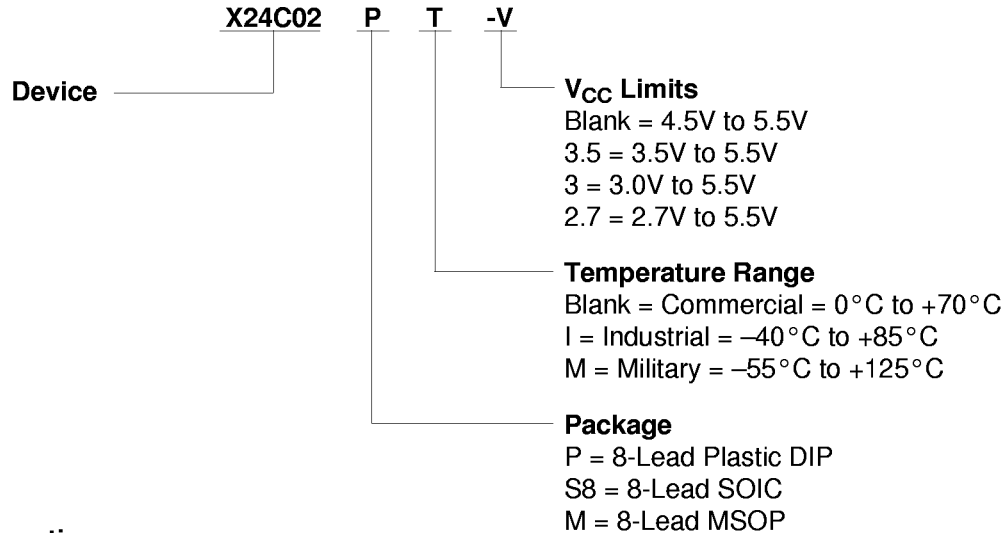 X24C02 P T -V
Device
VCC Limits
Blank = 4.5V to 5.5V
3.5 = 3.5V to 5.5V
3 = 3.0V to 5.5V
2.7 = 2.7V to 5.5V
Temperature Range
Blank = Commercial = 0°C to +70°C
I = Industrial = –40°C to +85°C
M = Military = –55°C to +125°C
Package
P = 8-Lead Plastic DIP
S8 = 8-Lead SOIC
M = 8-Lead MSOP